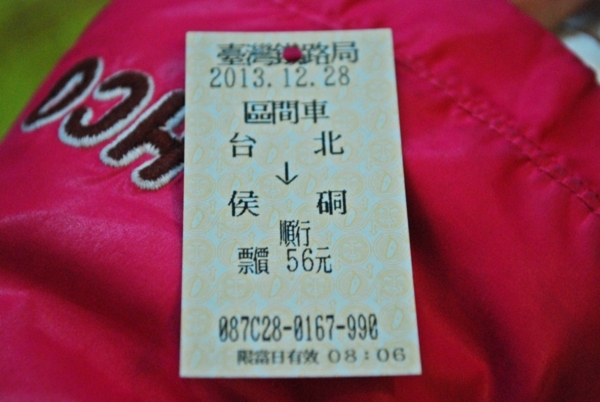 臺灣鐵路局
2013.12.28
區間車
台北
↓
侯硐
順行
票價 56元
087C28-0167-990
限當日有效 08:06